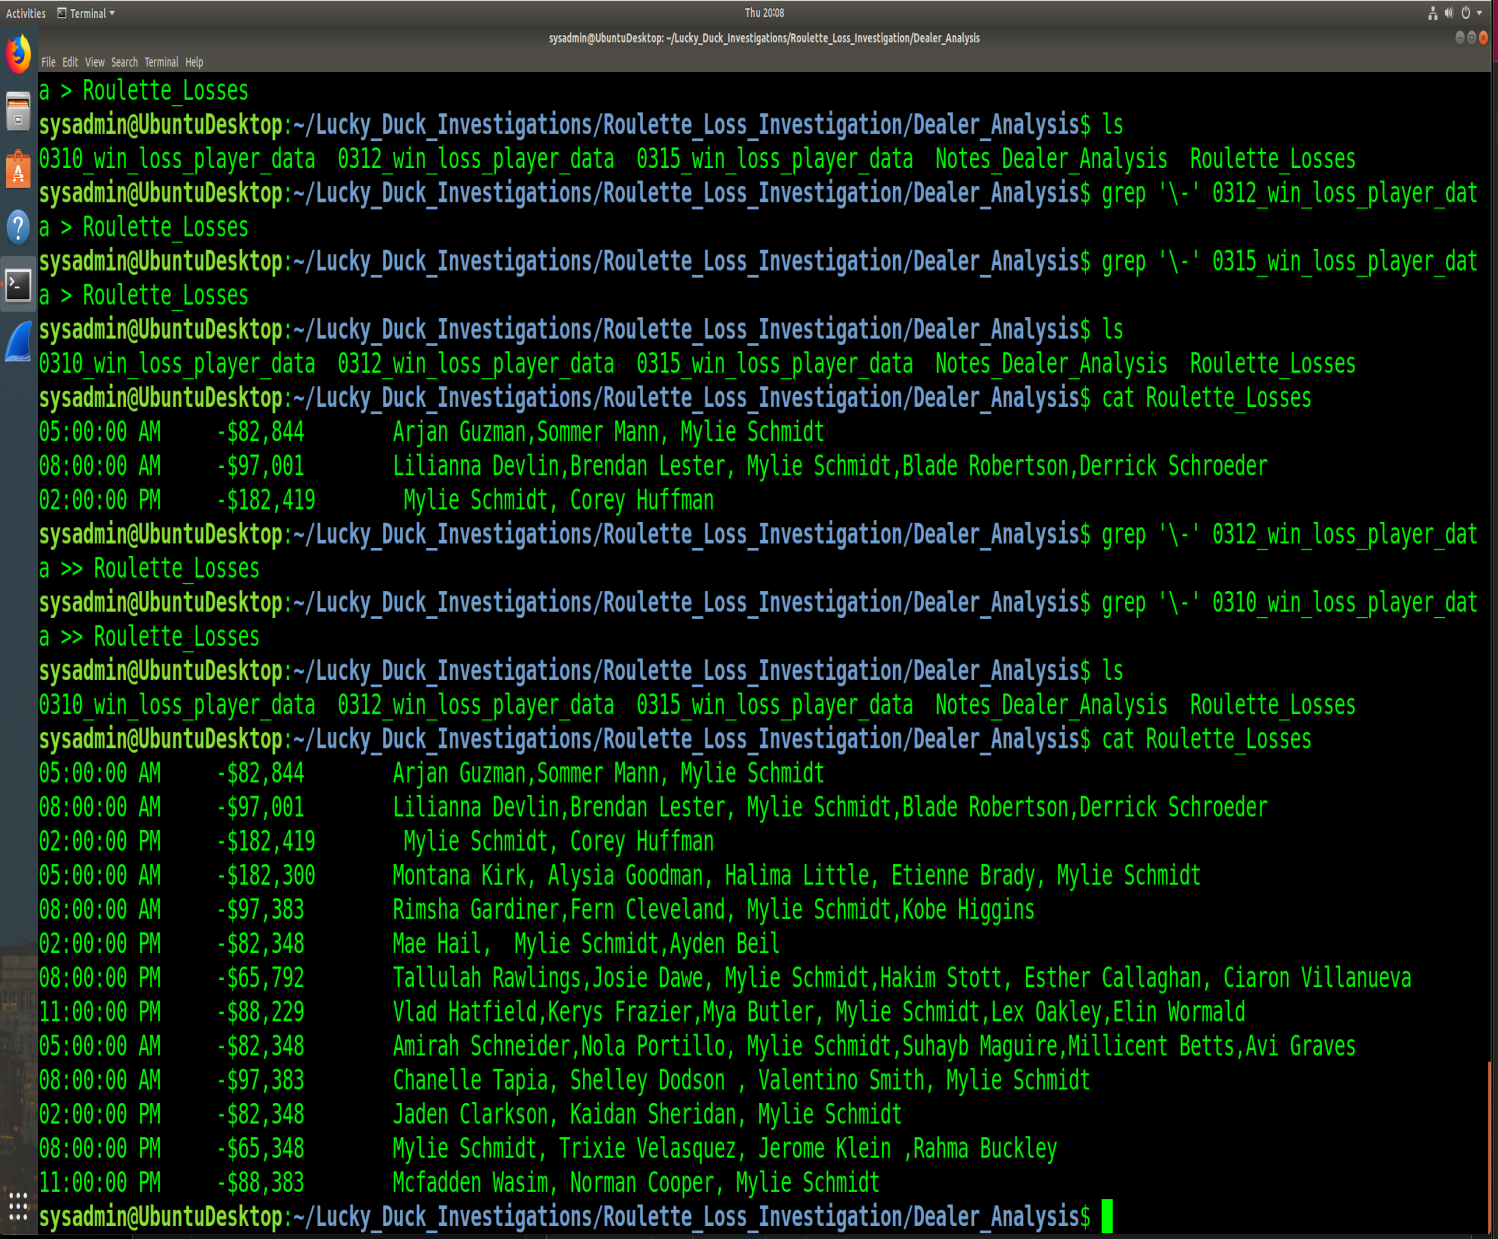 Activities Terminal Thu 20:08
sysadmin@UbuntuDesktop: ~/Lucky_Duck_Investigations/Roulette_Loss_Investigation/Dealer_Analysis
File Edit View Search Terminal Help
a > Roulette_Losses
sysadmin@UbuntuDesktop:~/Lucky_Duck_Investigations/Roulette_Loss_Investigation/Dealer_Analysis$ ls
0310_win_loss_player_data  0312_win_loss_player_data  0315_win_loss_player_data  Notes_Dealer_Analysis  Roulette_Losses
sysadmin@UbuntuDesktop:~/Lucky_Duck_Investigations/Roulette_Loss_Investigation/Dealer_Analysis$ grep '\-' 0312_win_loss_player_dat
a > Roulette_Losses
sysadmin@UbuntuDesktop:~/Lucky_Duck_Investigations/Roulette_Loss_Investigation/Dealer_Analysis$ grep '\-' 0315_win_loss_player_dat
a > Roulette_Losses
sysadmin@UbuntuDesktop:~/Lucky_Duck_Investigations/Roulette_Loss_Investigation/Dealer_Analysis$ ls
0310_win_loss_player_data  0312_win_loss_player_data  0315_win_loss_player_data  Notes_Dealer_Analysis  Roulette_Losses
sysadmin@UbuntuDesktop:~/Lucky_Duck_Investigations/Roulette_Loss_Investigation/Dealer_Analysis$ cat Roulette_Losses
05:00:00 AM     -$82,844        Arjan Guzman,Sommer Mann, Mylie Schmidt
08:00:00 AM     -$97,001        Lilianna Devlin,Brendan Lester, Mylie Schmidt,Blade Robertson,Derrick Schroeder
02:00:00 PM     -$182,419        Mylie Schmidt, Corey Huffman
sysadmin@UbuntuDesktop:~/Lucky_Duck_Investigations/Roulette_Loss_Investigation/Dealer_Analysis$ grep '\-' 0312_win_loss_player_dat
a >> Roulette_Losses
sysadmin@UbuntuDesktop:~/Lucky_Duck_Investigations/Roulette_Loss_Investigation/Dealer_Analysis$ grep '\-' 0310_win_loss_player_dat
a >> Roulette_Losses
sysadmin@UbuntuDesktop:~/Lucky_Duck_Investigations/Roulette_Loss_Investigation/Dealer_Analysis$ ls
0310_win_loss_player_data  0312_win_loss_player_data  0315_win_loss_player_data  Notes_Dealer_Analysis  Roulette_Losses
sysadmin@UbuntuDesktop:~/Lucky_Duck_Investigations/Roulette_Loss_Investigation/Dealer_Analysis$ cat Roulette_Losses
05:00:00 AM     -$82,844        Arjan Guzman,Sommer Mann, Mylie Schmidt
08:00:00 AM     -$97,001        Lilianna Devlin,Brendan Lester, Mylie Schmidt,Blade Robertson,Derrick Schroeder
02:00:00 PM     -$182,419        Mylie Schmidt, Corey Huffman
05:00:00 AM     -$182,300       Montana Kirk, Alysia Goodman, Halima Little, Etienne Brady, Mylie Schmidt
08:00:00 AM     -$97,383        Rimsha Gardiner,Fern Cleveland, Mylie Schmidt,Kobe Higgins
02:00:00 PM     -$82,348        Mae Hail,  Mylie Schmidt,Ayden Beil
08:00:00 PM     -$65,792        Tallulah Rawlings,Josie Dawe, Mylie Schmidt,Hakim Stott, Esther Callaghan, Ciaron Villanueva
11:00:00 PM     -$88,229        Vlad Hatfield,Kerys Frazier,Mya Butler, Mylie Schmidt,Lex Oakley,Elin Wormald
05:00:00 AM     -$82,348        Amirah Schneider,Nola Portillo, Mylie Schmidt,Suhayb Maguire,Millicent Betts,Avi Graves
08:00:00 AM     -$97,383        Chanelle Tapia, Shelley Dodson , Valentino Smith, Mylie Schmidt
02:00:00 PM     -$82,348        Jaden Clarkson, Kaidan Sheridan, Mylie Schmidt
08:00:00 PM     -$65,348        Mylie Schmidt, Trixie Velasquez, Jerome Klein ,Rahma Buckley
11:00:00 PM     -$88,383        Mcfadden Wasim, Norman Cooper, Mylie Schmidt
sysadmin@UbuntuDesktop:~/Lucky_Duck_Investigations/Roulette_Loss_Investigation/Dealer_Analysis$